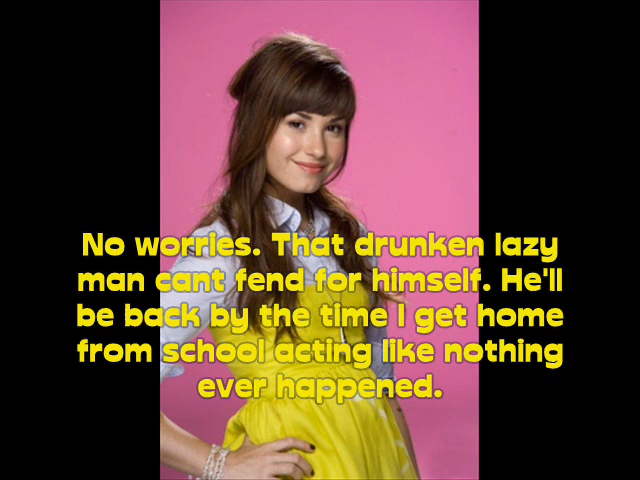 No worries. That drunken lazy
man cant fend for himself. He'll
be back by the time I get home
from school acting like nothing
ever happened.